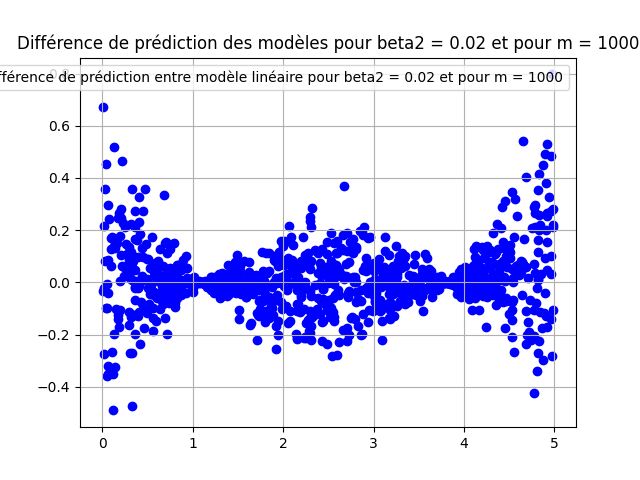 Différence de prédiction des modèles pour beta2 = 0.02 et pour m = 1000
fférence de prédiction entre modèle linéaire pour beta2 = 0.02 et pour m = 1000
0.8
0.6
0.4
0.2
0.0
−0.2
−0.4
0 1 2 3 4 5